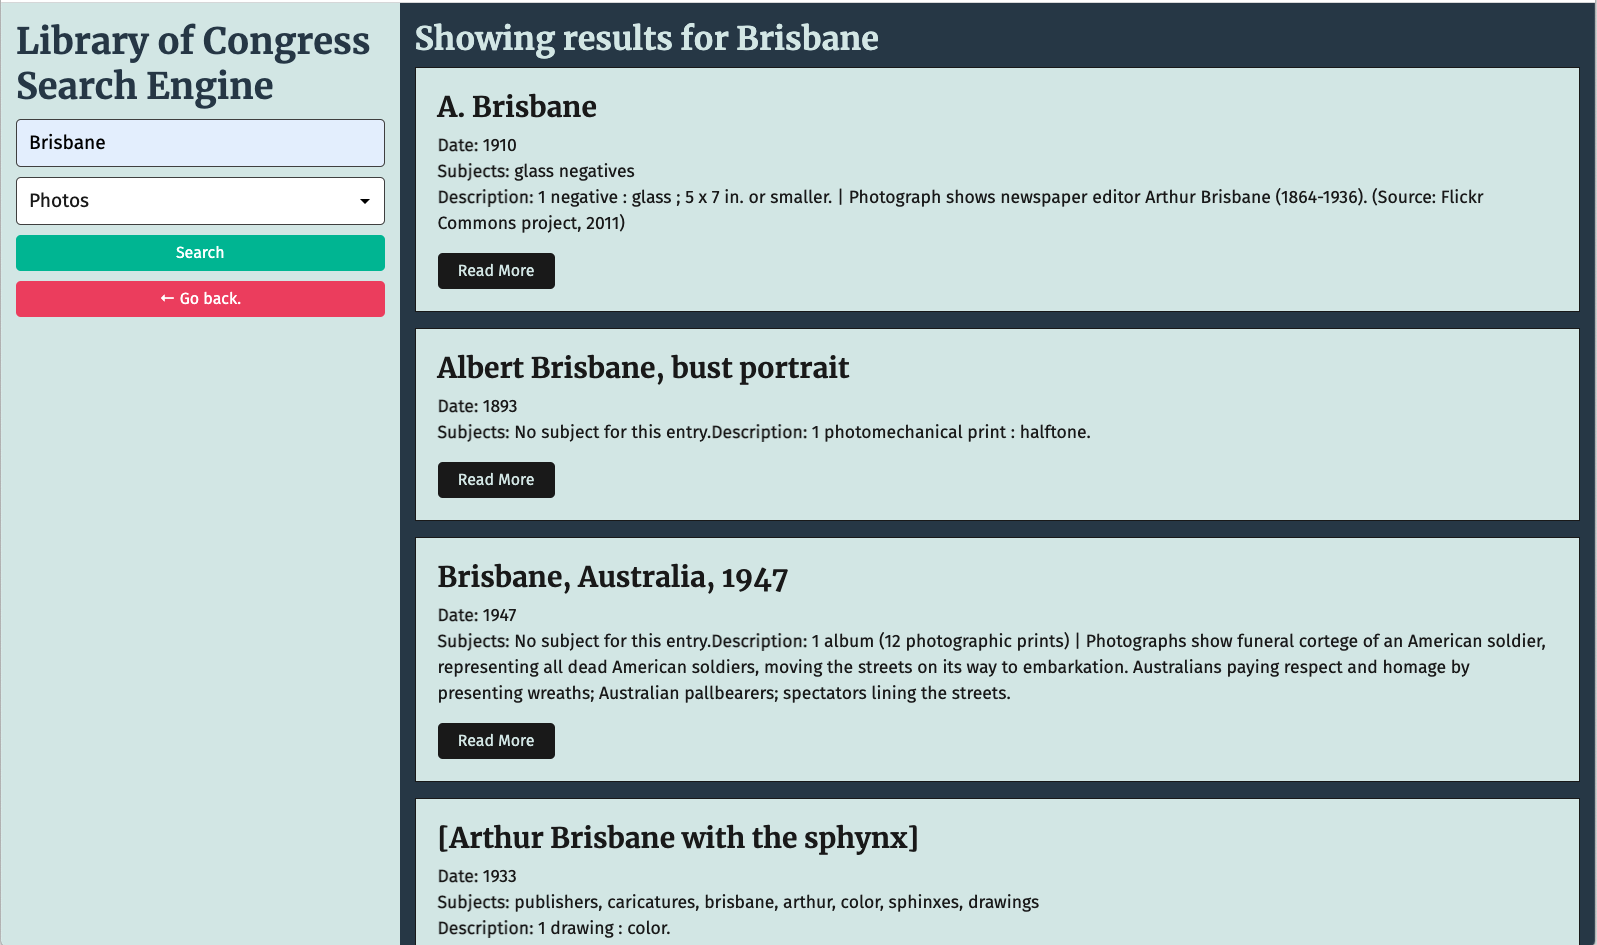 Library of Congress
Search Engine
Brisbane
Photos
Search
← Go back.
Showing results for Brisbane
A. Brisbane
Date: 1910
Subjects: glass negatives
Description: 1 negative : glass ; 5 x 7 in. or smaller. | Photograph shows newspaper editor Arthur Brisbane (1864-1936). (Source: Flickr
Commons project, 2011)
Read More
Albert Brisbane, bust portrait
Date: 1893
Subjects: No subject for this entry.Description: 1 photomechanical print : halftone.
Read More
Brisbane, Australia, 1947
Date: 1947
Subjects: No subject for this entry.Description: 1 album (12 photographic prints) | Photographs show funeral cortege of an American soldier,
representing all dead American soldiers, moving the streets on its way to embarkation. Australians paying respect and homage by
presenting wreaths; Australian pallbearers; spectators lining the streets.
Read More
[Arthur Brisbane with the sphynx]
Date: 1933
Subjects: publishers, caricatures, brisbane, arthur, color, sphinxes, drawings
Description: 1 drawing : color.